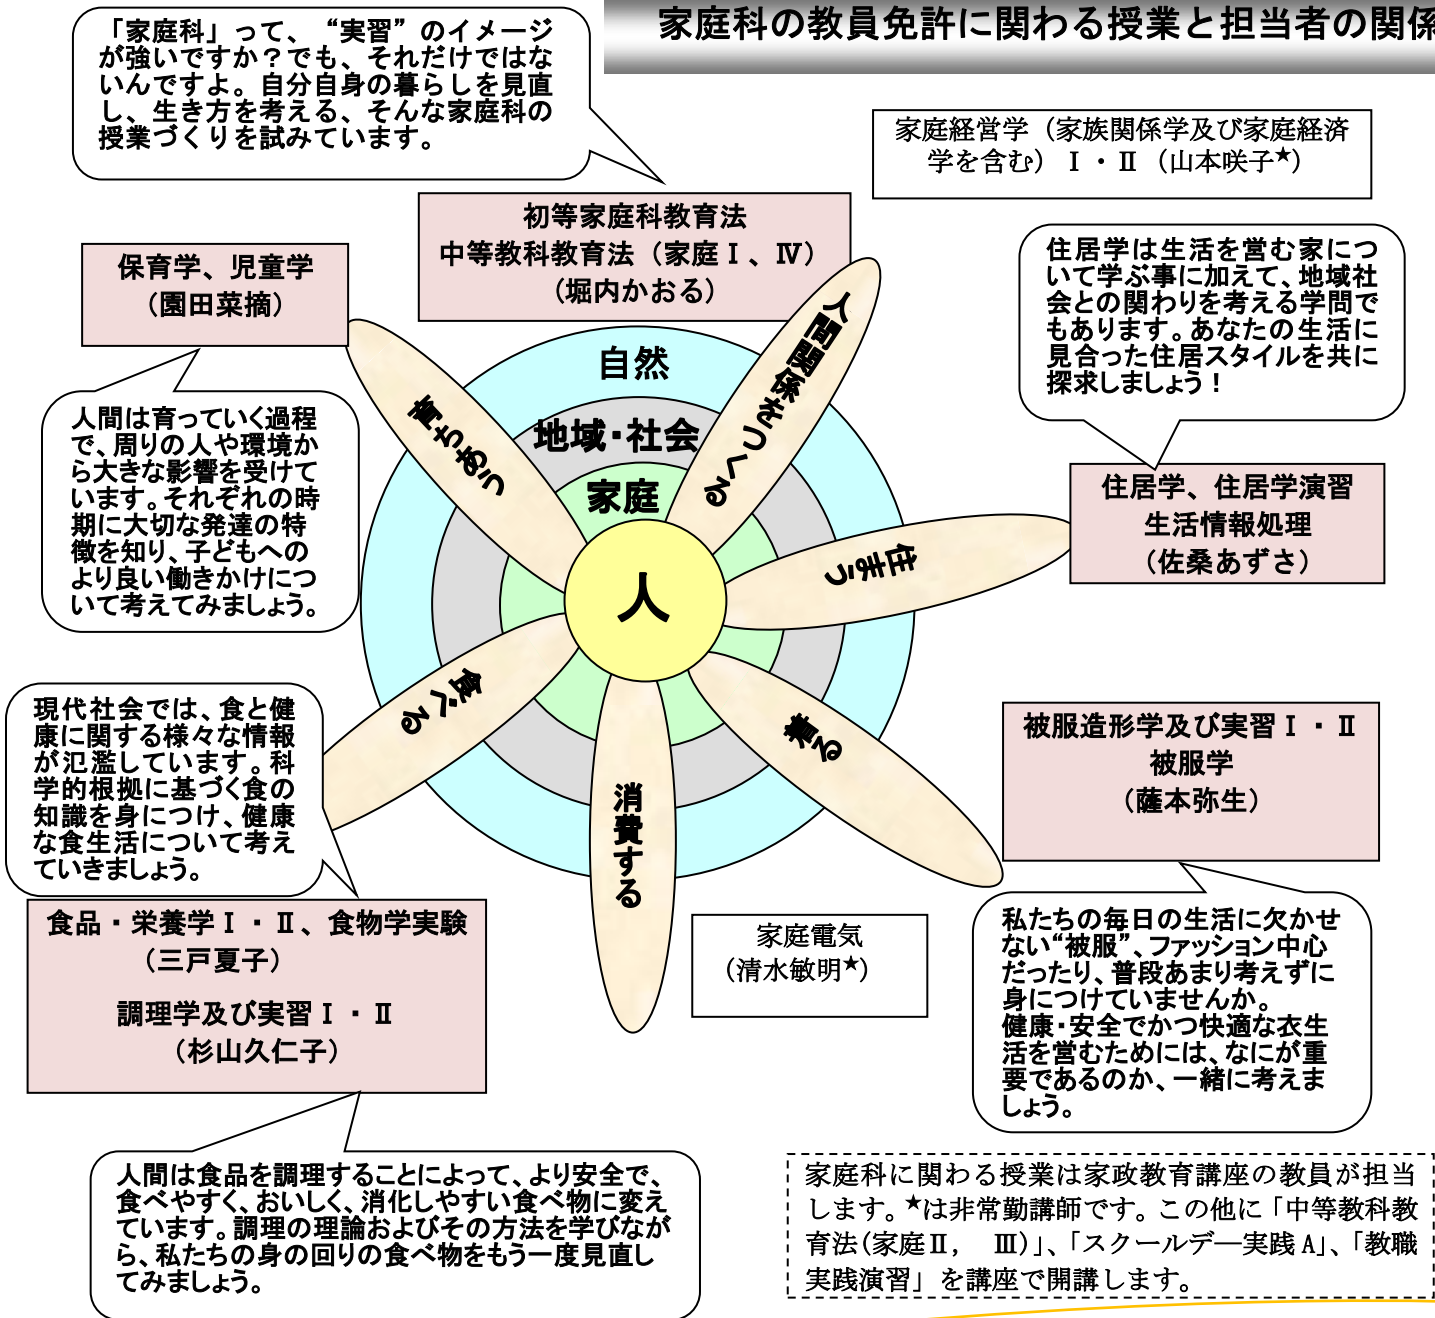 家庭科の教員免許に関わる授業と担当者の関係
「家庭科」って、“実習”のイメージ
が強いですか？でも、それだけではな
いんですよ。自分自身の暮らしを見直
し、生き方を考える、そんな家庭科の
授業づくりを試みています。
家庭経営学（家族関係学及び家庭経済
学を含む）Ⅰ・Ⅱ（山本咲子★）
初等家庭科教育法
中等教科教育法（家庭Ⅰ、Ⅳ）
（堀内かおる）
保育学、児童学
（園田菜摘）
住居学は生活を営む家につ
いて学ぶ事に加えて、地域社
会との関わりを考える学問で
もあります。あなたの生活に
見合った住居スタイルを共に
探求しましょう！
人間は育っていく過程
で、周りの人や環境か
ら大きな影響を受けて
います。それぞれの時
期に大切な発達の特
徴を知り、子どもへの
より良い働きかけにつ
いて考えてみましょう。
自然
地域・社会
家庭
人
育ちあう
人間関係をつくる
住まう
着る
消費する
食べる
住居学、住居学演習
生活情報処理
（佐桑あずさ）
現代社会では、食と健
康に関する様々な情報
が氾濫しています。科
学的根拠に基づく食の
知識を身につけ、健康
な食生活について考え
ていきましょう。
被服造形学及び実習Ⅰ・Ⅱ
被服学
（薩本弥生）
食品・栄養学Ⅰ・Ⅱ、食物学実験
（三戸夏子）
調理学及び実習Ⅰ・Ⅱ
（杉山久仁子）
家庭電気
（清水敏明★）
私たちの毎日の生活に欠かせ
ない“被服”、ファッション中心
だったり、普段あまり考えずに
身につけていませんか。
健康・安全でかつ快適な衣生
活を営むためには、なにが重
要であるのか、一緒に考えま
しょう。
人間は食品を調理することによって、より安全で、
食べやすく、おいしく、消化しやすい食べ物に変え
ています。調理の理論およびその方法を学びなが
ら、私たちの身の回りの食べ物をもう一度見直し
てみましょう。
家庭科に関わる授業は家政教育講座の教員が担当
します。★は非常勤講師です。この他に「中等教科教
育法(家庭Ⅱ， Ⅲ)」、「スクールデー実践 A」、「教職
実践演習」を講座で開講します。